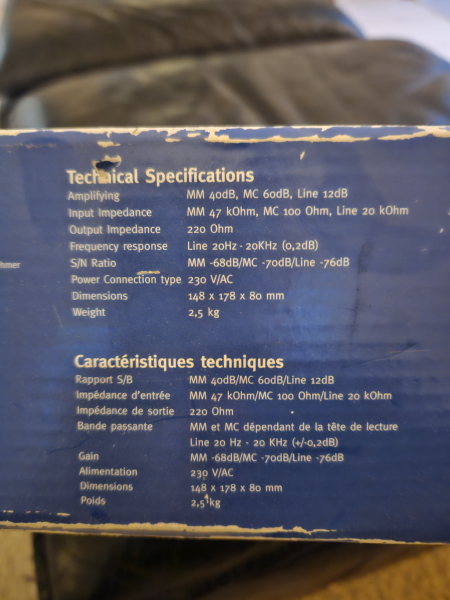 Technical Specifications
Amplifying MM 40dB, MC 60dB, Line 12dB
Input Impedance MM 47 kOhm, MC 100 Ohm, Line 20 kOhm
Output Impedance 220 Ohm
Frequency response Line 20Hz - 20KHz (0,2dB)
S/N Ratio MM -68dB/MC -70dB/Line -76dB
Power Connection type 230 V/AC
Dimensions 148 x 178 x 80 mm
Weight 2,5 kg
Caractéristiques techniques
Rapport S/B MM 40dB/MC 60dB/Line 12dB
Impédance d'entrée MM 47 kOhm/MC 100 Ohm/Line 20 kOhm
Impédance de sortie 220 Ohm
Bande passante MM et MC dépendant de la tête de lecture
Line 20 Hz - 20 KHz (+/-0,2dB)
Gain MM -68dB/MC -70dB/Line -76dB
Alimentation 230 V/AC
Dimensions 148 x 178 x 80 mm
Poids 2,5 kg